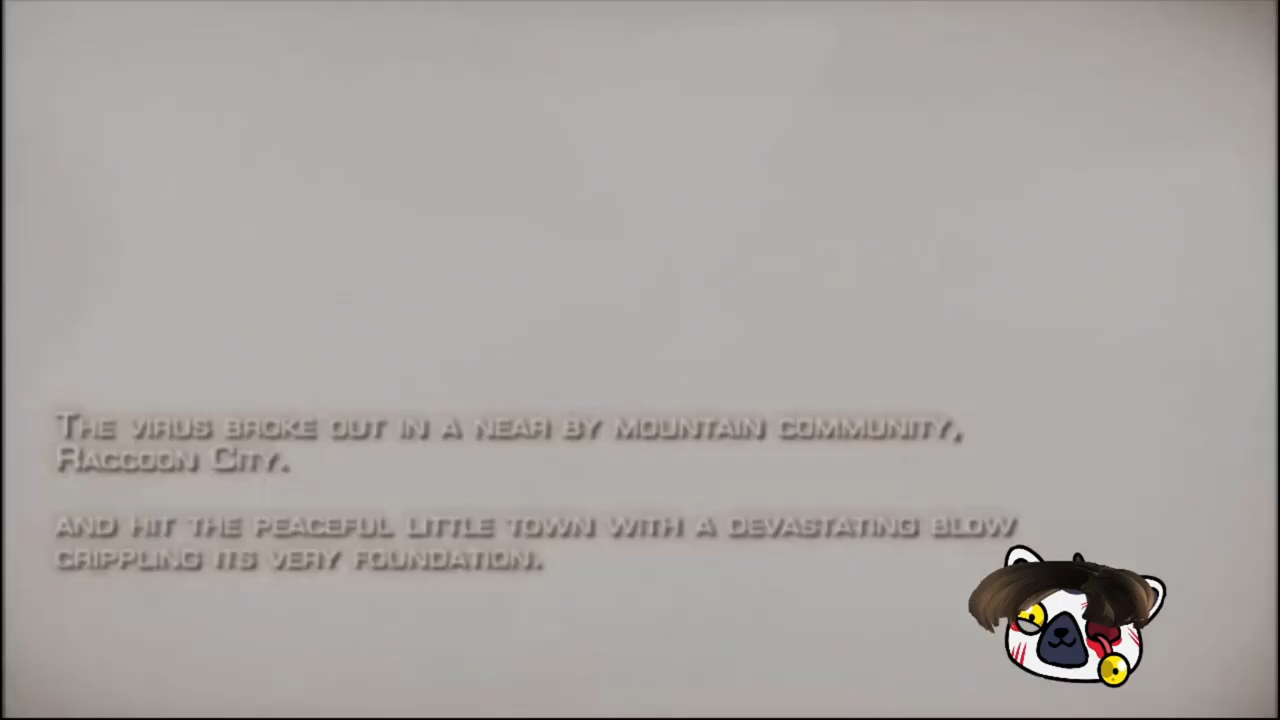 The virus broke out in a near by mountain community,
Raccoon City.
and hit the peaceful little town with a devastating blow
crippling its very foundation.